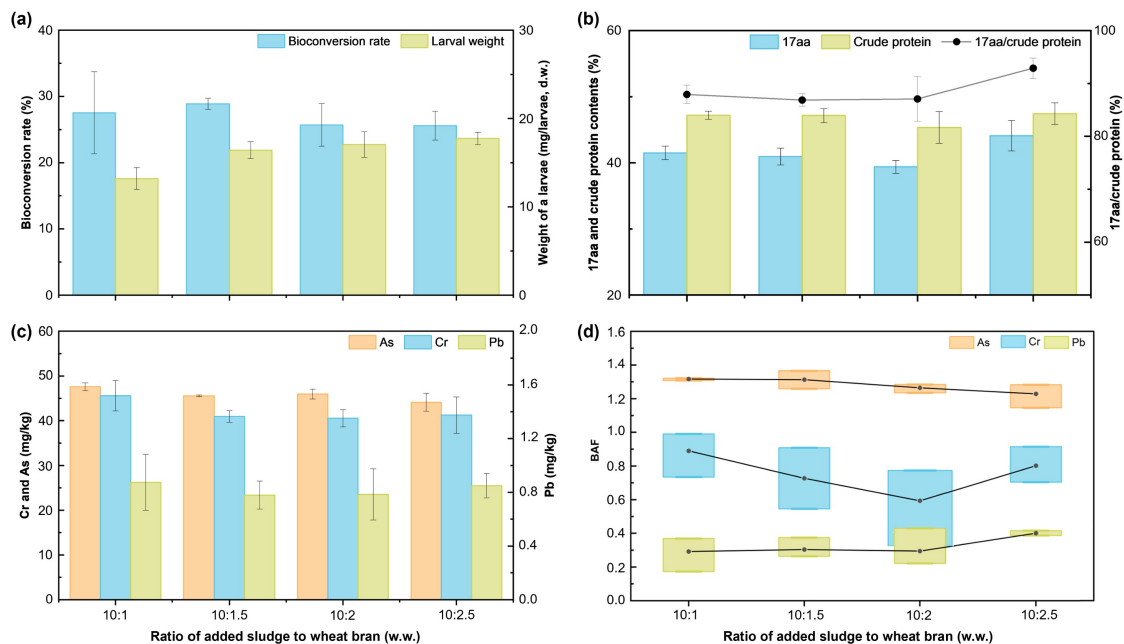 (a)
Bioconversion rate
Larval weight
Bioconversion rate (%)
40
30
20
10
0
30
20
10
0
Weight of a larvae (mg/larvae, d.w.)
(b)
17aa
Crude protein
17aa/crude protein
17aa and crude protein contents (%)
60
40
20
100
80
60
17aa/crude protein (%)
(c)
As
Cr
Pb
Cr and As (mg/kg)
60
50
40
30
20
10
0
2.0
1.6
1.2
0.8
0.4
0.0
Pb (mg/kg)
10:1
10:1.5
10:2
10:2.5
Ratio of added sludge to wheat bran (w.w.)
(d)
As
Cr
Pb
BAF
1.6
1.4
1.2
1.0
0.8
0.6
0.4
0.2
0.0
10:1
10:1.5
10:2
10:2.5
Ratio of added sludge to wheat bran (w.w.)